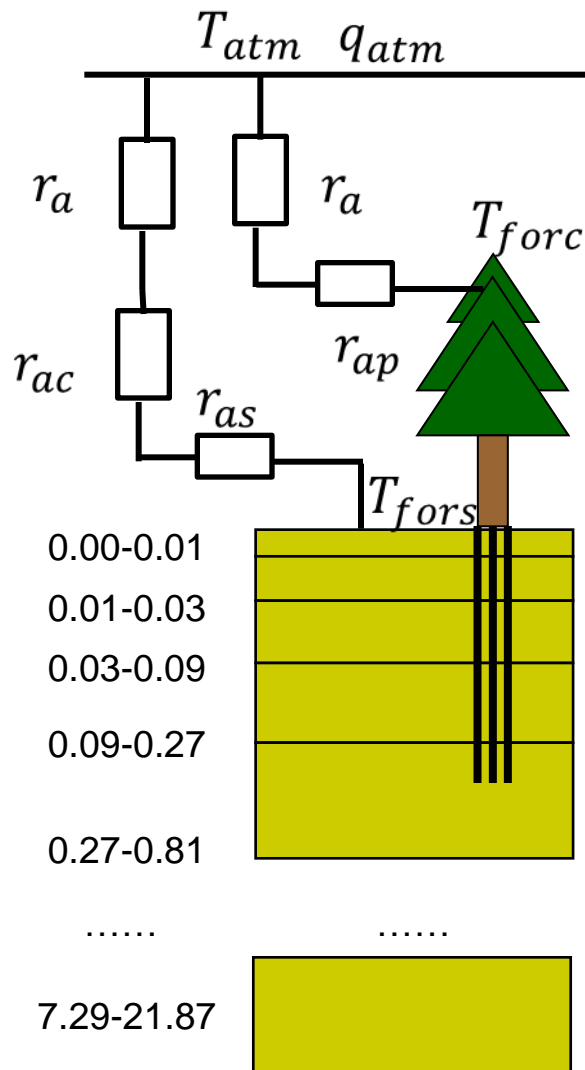 T_atm q_atm
r_a
r_a
T_forc
r_ac
r_ap
r_as
T_fors
0.00-0.01
0.01-0.03
0.03-0.09
0.09-0.27
0.27-0.81
...... ......
7.29-21.87